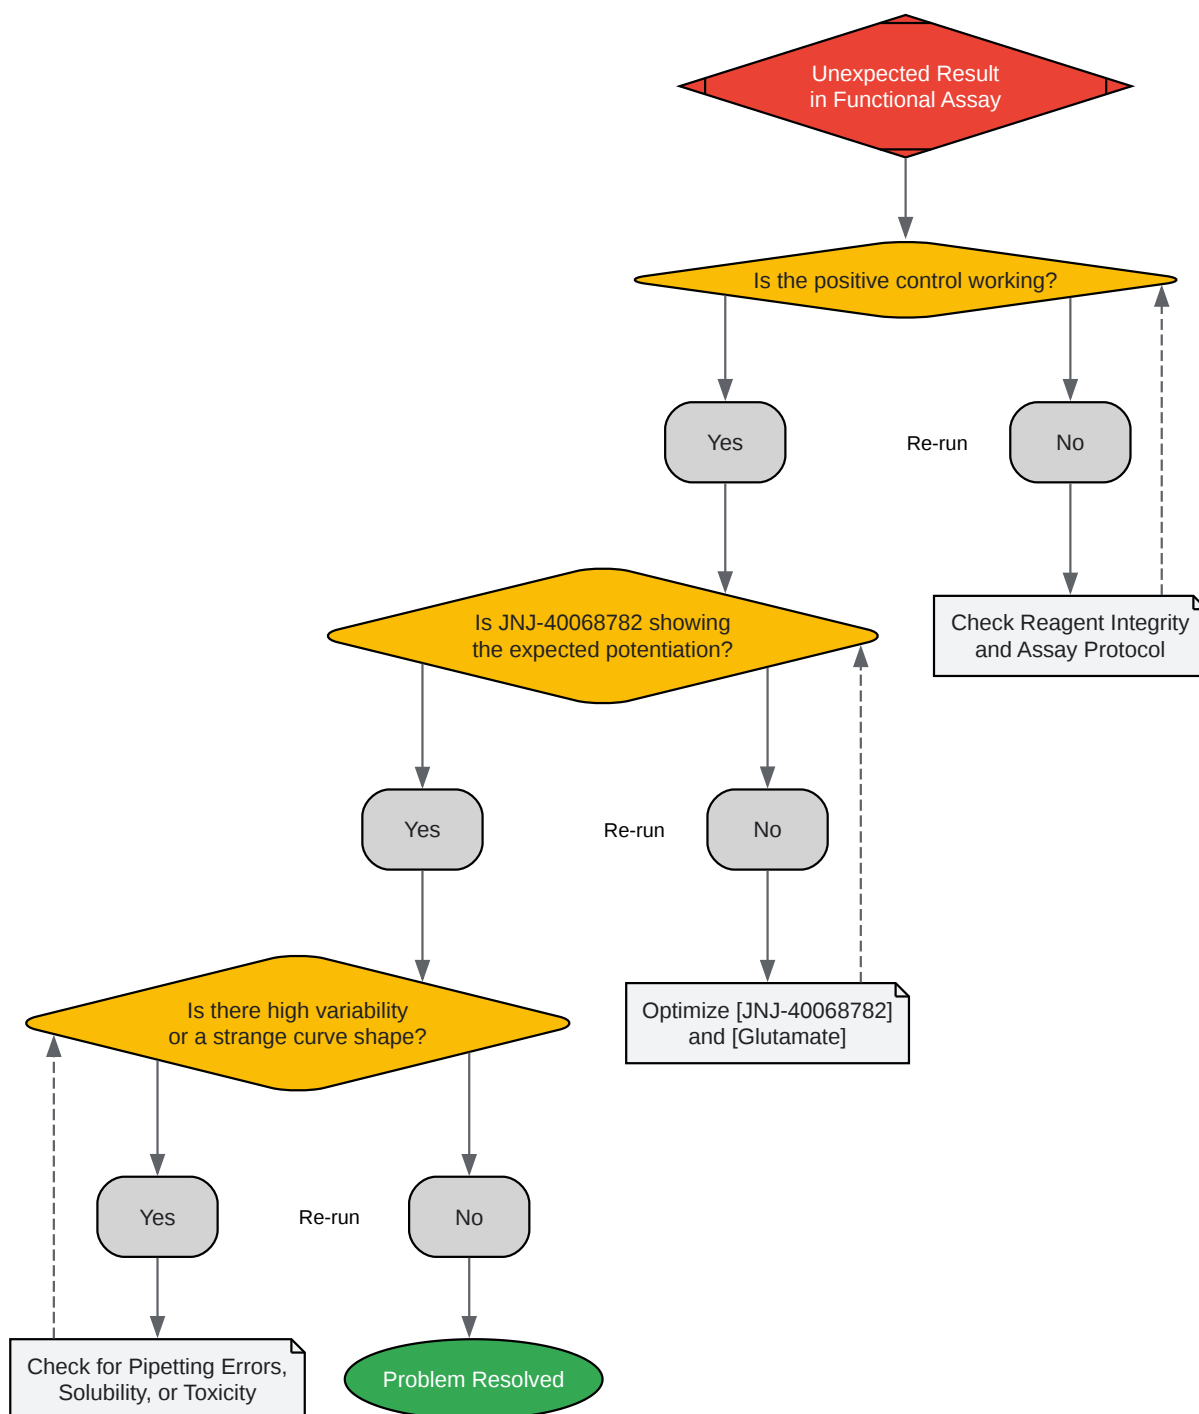 Unexpected Result
in Functional Assay
Is the positive control working?
Yes
Re-run
No
Is JNJ-40068782 showing
the expected potentiation?
Check Reagent Integrity
and Assay Protocol
Yes
Re-run
No
Is there high variability
or a strange curve shape?
Optimize [JNJ-40068782]
and [Glutamate]
Yes
Re-run
No
Check for Pipetting Errors,
Solubility, or Toxicity
Problem Resolved